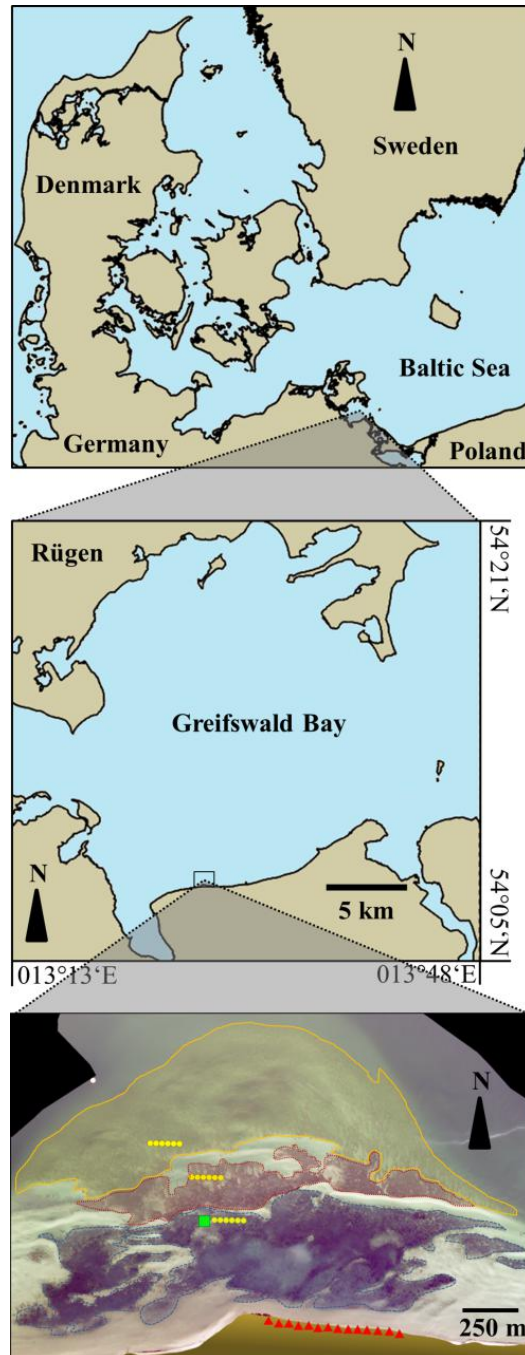 N
Sweden
Denmark
Baltic Sea
Germany
Poland
Rügen
54°21‘N
Greifswald Bay
N
5 km
54°05‘N
013°13‘E
013°48‘E
N
250 m